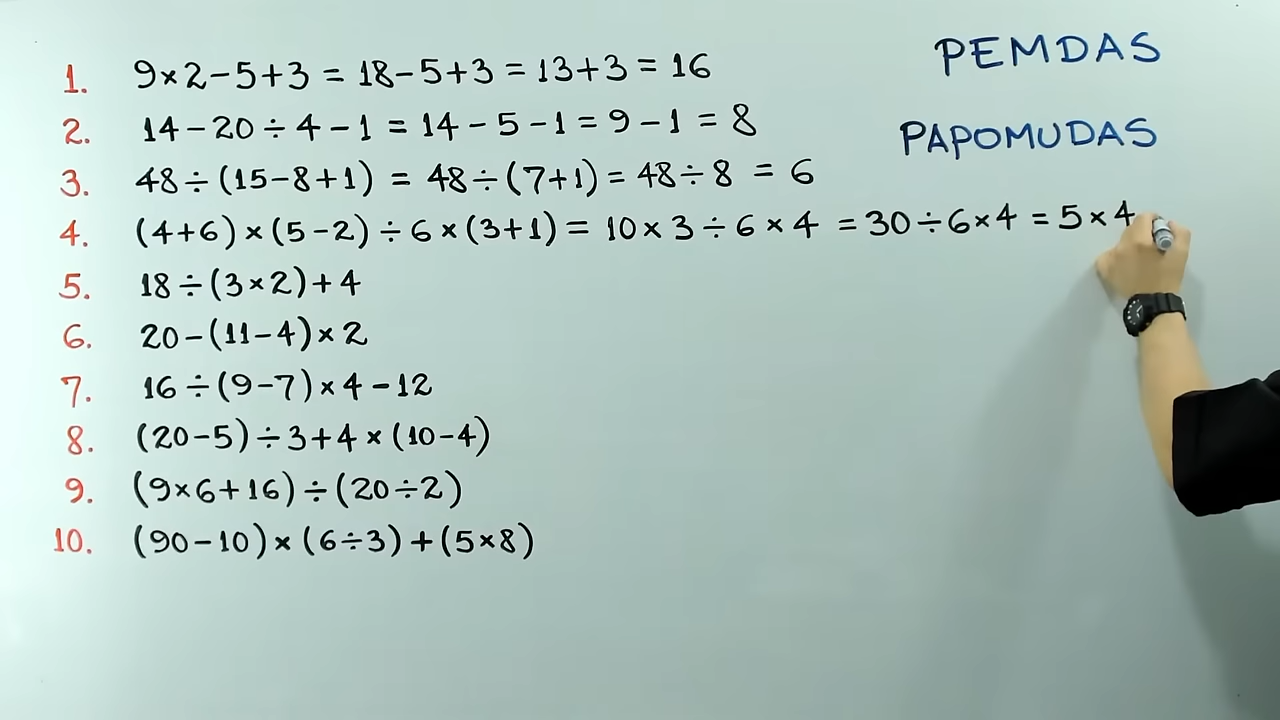 PEMDAS
PAPOMUDAS
1. 9×2-5+3 = 18-5+3 = 13+3 = 16
2. 14-20÷4-1 = 14-5-1 = 9-1 = 8
3. 48÷(15-8+1) = 48÷(7+1) = 48÷8 = 6
4. (4+6)×(5-2)÷6×(3+1) = 10×3÷6×4 = 30÷6×4 = 5×4
5. 18÷(3×2)+4
6. 20-(11-4)×2
7. 16÷(9-7)×4-12
8. (20-5)÷3+4×(10-4)
9. (9×6+16)÷(20÷2)
10. (90-10)×(6÷3)+(5×8)